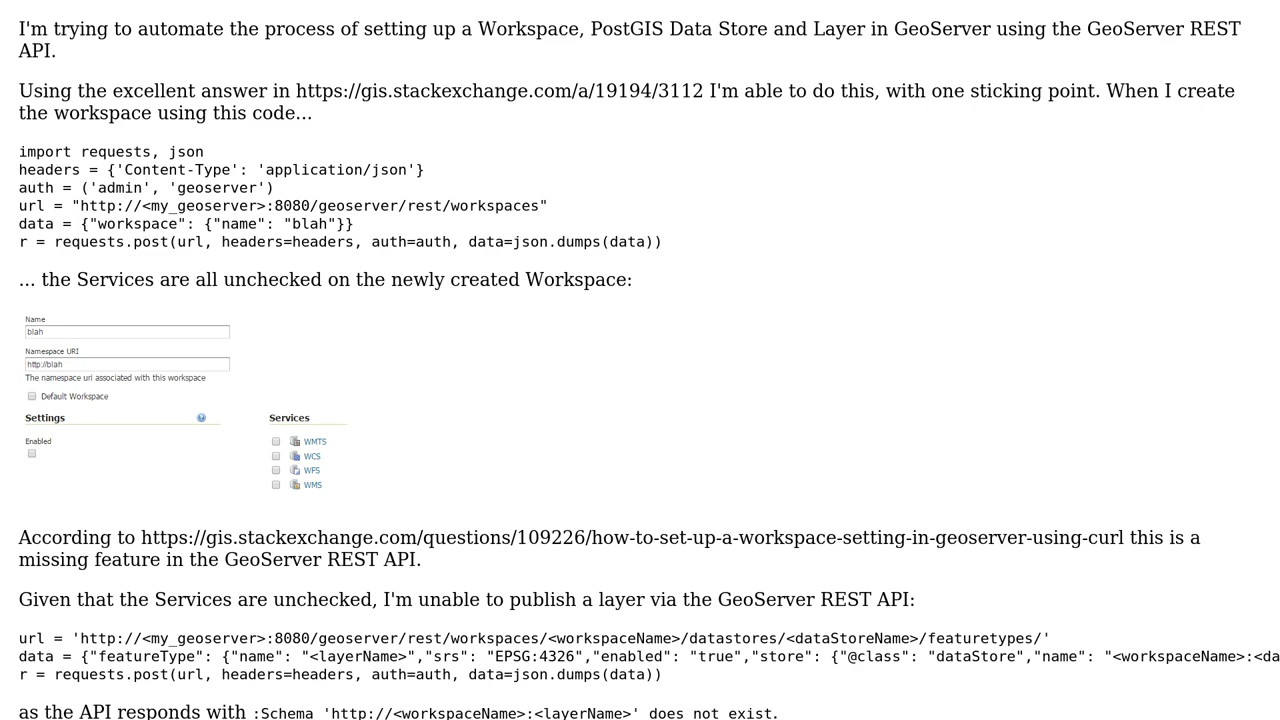 I'm trying to automate the process of setting up a Workspace, PostGIS Data Store and Layer in GeoServer using the GeoServer REST
API.
Using the excellent answer in https://gis.stackexchange.com/a/19194/3112 I'm able to do this, with one sticking point. When I create
the workspace using this code...
import requests, json
headers = {'Content-Type': 'application/json'}
auth = ('admin', 'geoserver')
url = "http://<my_geoserver>:8080/geoserver/rest/workspaces"
data = {"workspace": {"name": "blah"}}
r = requests.post(url, headers=headers, auth=auth, data=json.dumps(data))
... the Services are all unchecked on the newly created Workspace:
Name
blah
Namespace URI
http://blah
The namespace uri associated with this workspace
Default Workspace
Settings
Enabled
Services
WMTS
WCS
WFS
WMS
According to https://gis.stackexchange.com/questions/109226/how-to-set-up-a-workspace-setting-in-geoserver-using-curl this is a
missing feature in the GeoServer REST API.
Given that the Services are unchecked, I'm unable to publish a layer via the GeoServer REST API:
url = 'http://<my_geoserver>:8080/geoserver/rest/workspaces/<workspaceName>/datastores/<dataStoreName>/featuretypes/'
data = {"featureType": {"name": "<layerName>","srs": "EPSG:4326","enabled": "true","store": {"@class": "dataStore","name": "<workspaceName>:<da
r = requests.post(url, headers=headers, auth=auth, data=json.dumps(data))
as the API responds with :Schema 'http://<workspaceName>:<layerName>' does not exist.